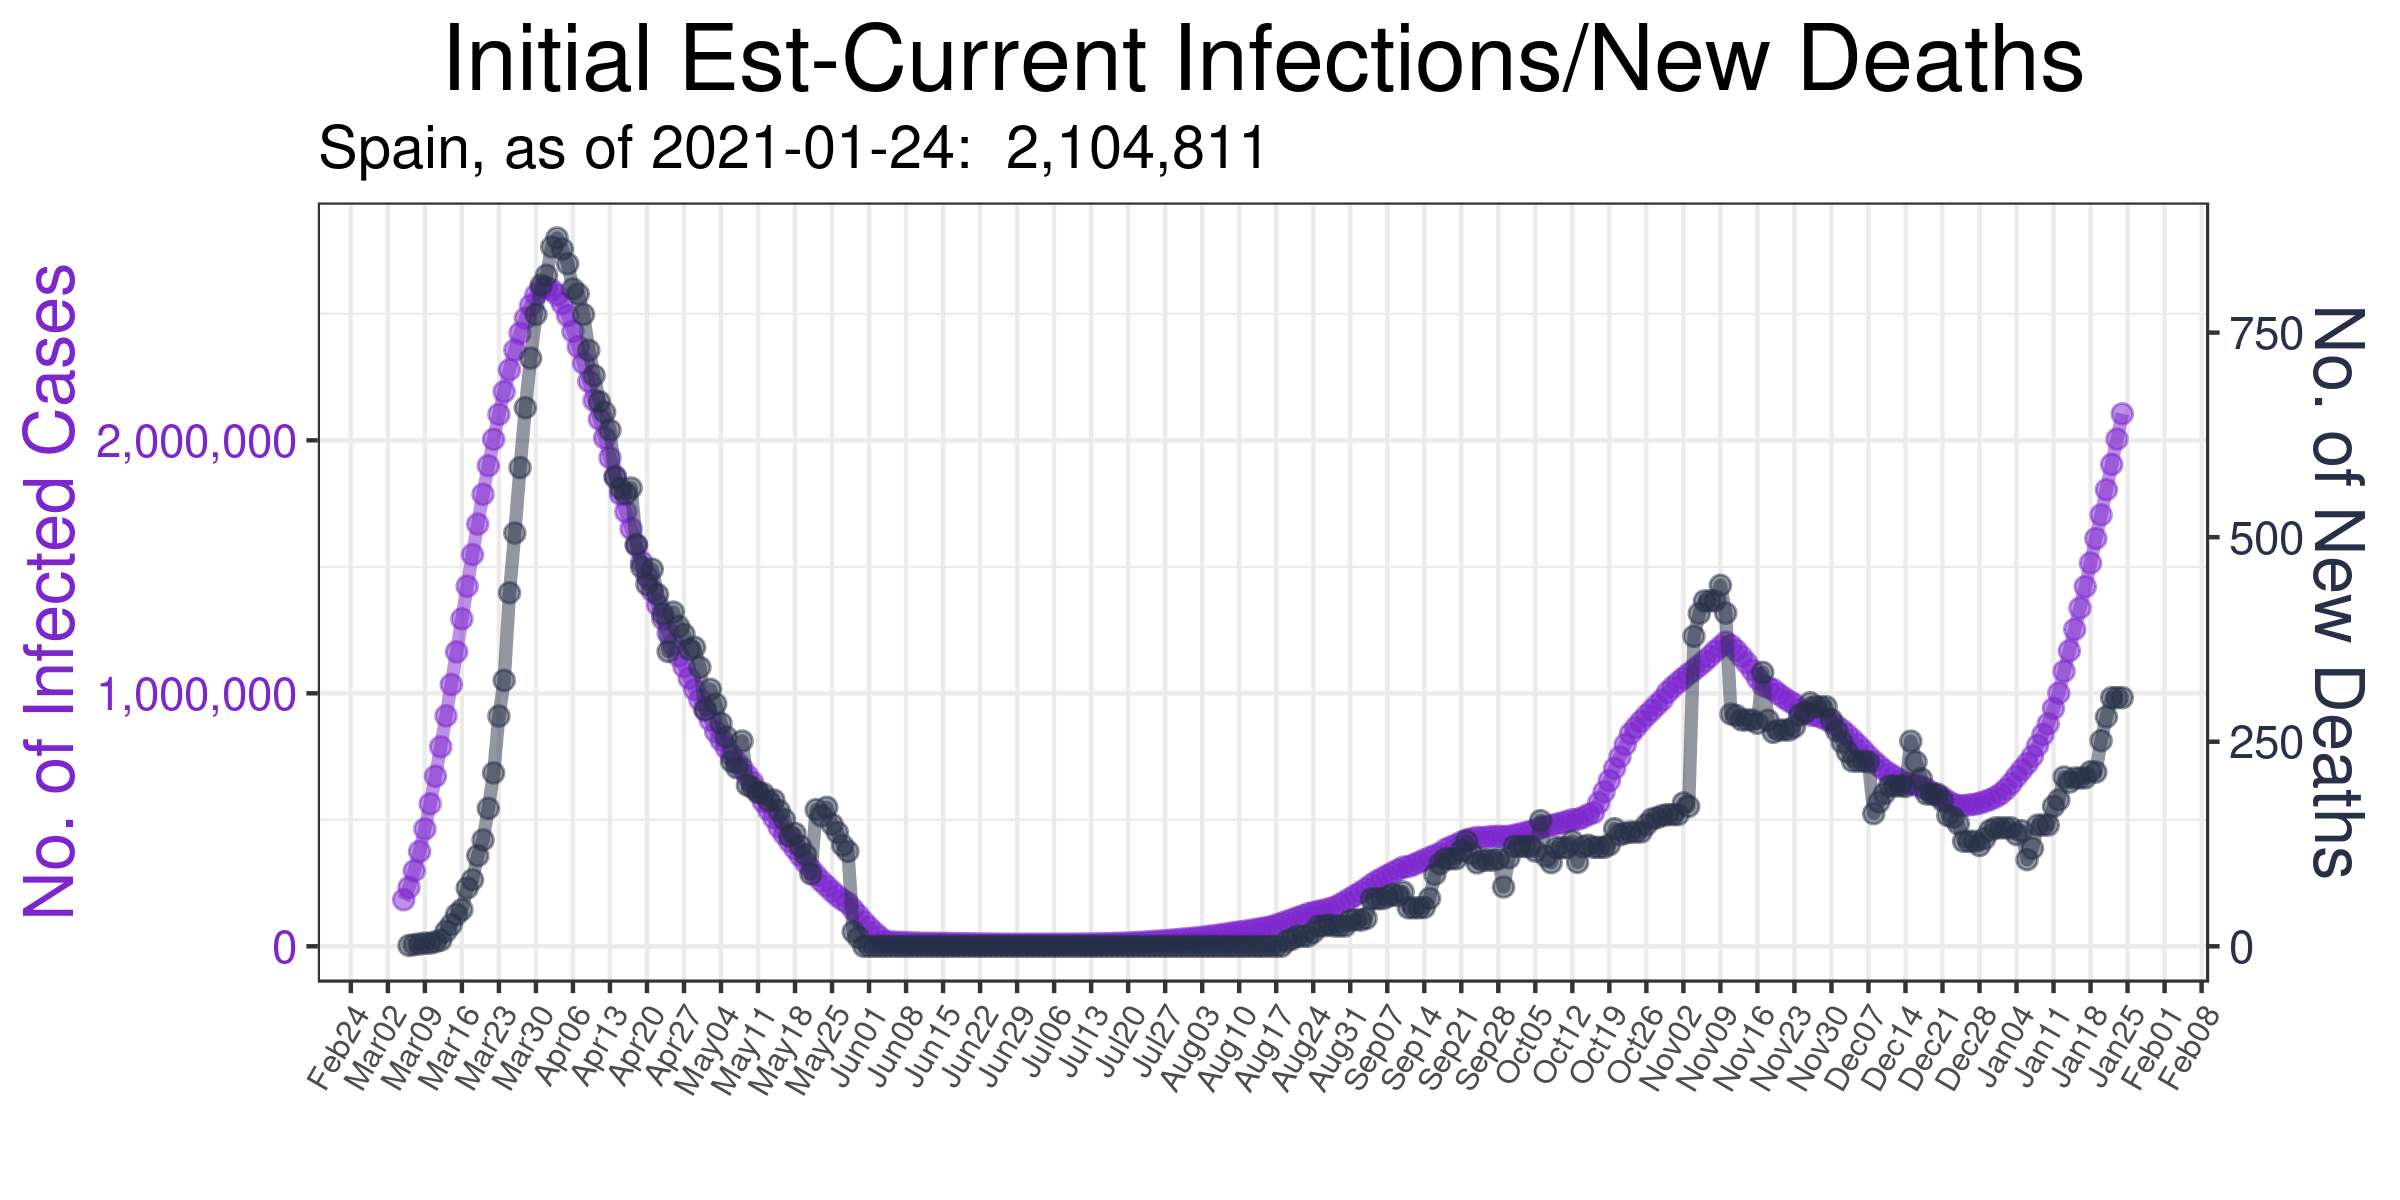 Initial Est-Current Infections/New Deaths
Spain, as of 2021-01-24:  2,104,811
No. of Infected Cases
2,000,000
1,000,000
0
750
500
250
0
No. of New Deaths
Feb24
Mar02
Mar09
Mar16
Mar23
Mar30
Apr06
Apr13
Apr20
Apr27
May04
May11
May18
May25
Jun01
Jun08
Jun15
Jun22
Jun29
Jul06
Jul13
Jul20
Jul27
Aug03
Aug10
Aug17
Aug24
Aug31
Sep07
Sep14
Sep21
Sep28
Oct05
Oct12
Oct19
Oct26
Nov02
Nov09
Nov16
Nov23
Nov30
Dec07
Dec14
Dec21
Dec28
Jan04
Jan11
Jan18
Jan25
Feb01
Feb08